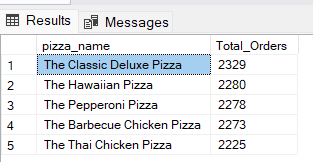 Results Messages
pizza_name Total_Orders
1 The Classic Deluxe Pizza 2329
2 The Hawaiian Pizza 2280
3 The Pepperoni Pizza 2278
4 The Barbecue Chicken Pizza 2273
5 The Thai Chicken Pizza 2225